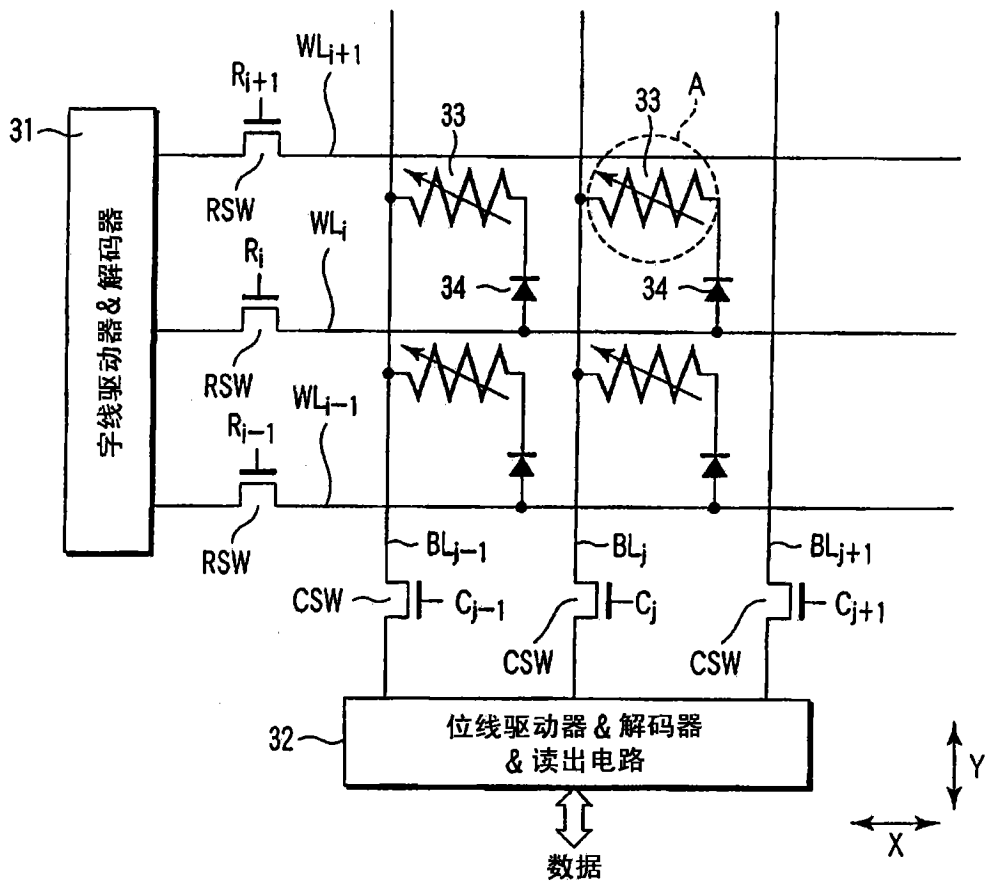 WLi+1
A
Ri+1
33
33
31
RSW
WLi
Ri
34
34
字线驱动器&解码器
RSW
WLi-1
Ri-1
RSW
BLj-1
BLj
BLj+1
CSW
Cj-1
Cj
Cj+1
CSW
CSW
32
位线驱动器&解码器
&读出电路
Y
X
数据